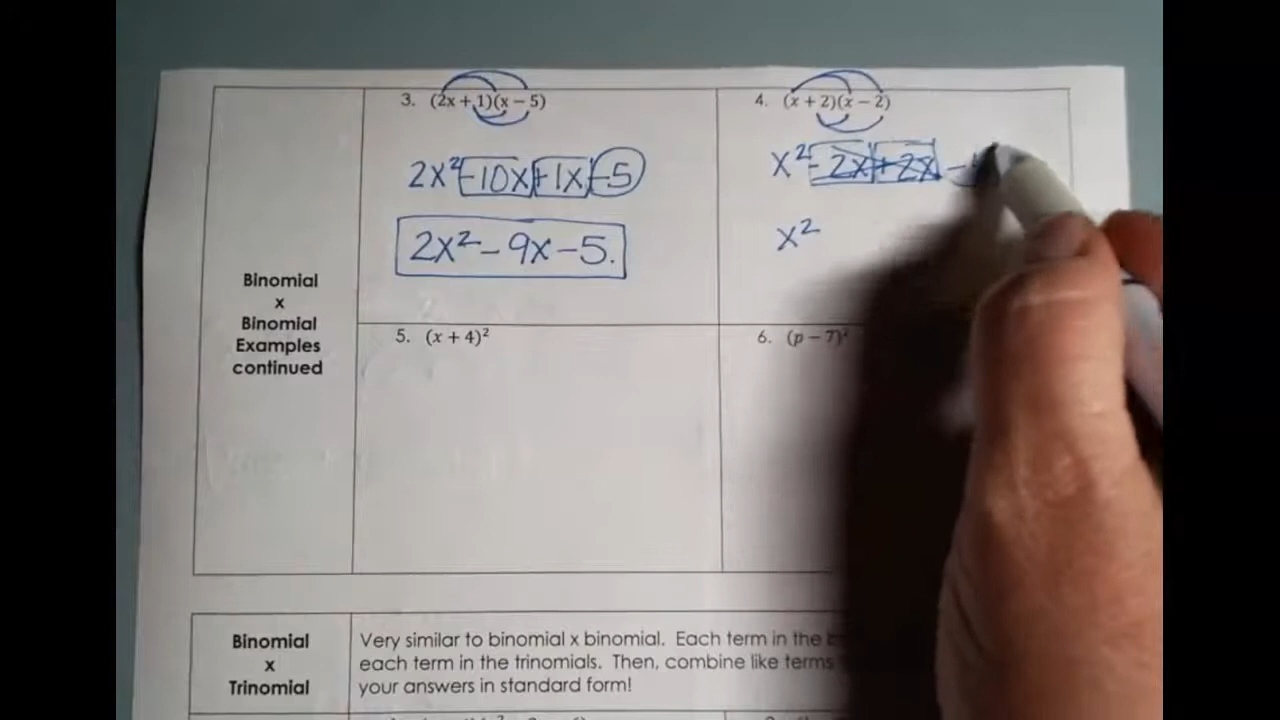 3. (2x + 1)(x – 5)
2x² -10x +1x -5
2x² - 9x - 5.
4. (x + 2)(x – 2)
x² - 2x + 2x -
x²
Binomial
x
Binomial
Examples
continued
5. (x + 4)²
6. (p – 7)²
Binomial
x
Trinomial
Very similar to binomial x binomial. Each term in the
each term in the trinomials. Then, combine like terms
your answers in standard form!